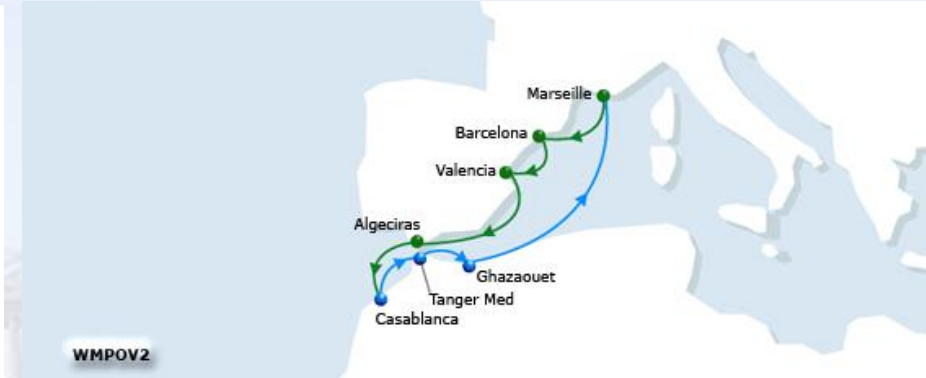 Marseille
Barcelona
Valencia
Algeciras
Ghazaouet
Tanger Med
Casablanca
WMPOV2